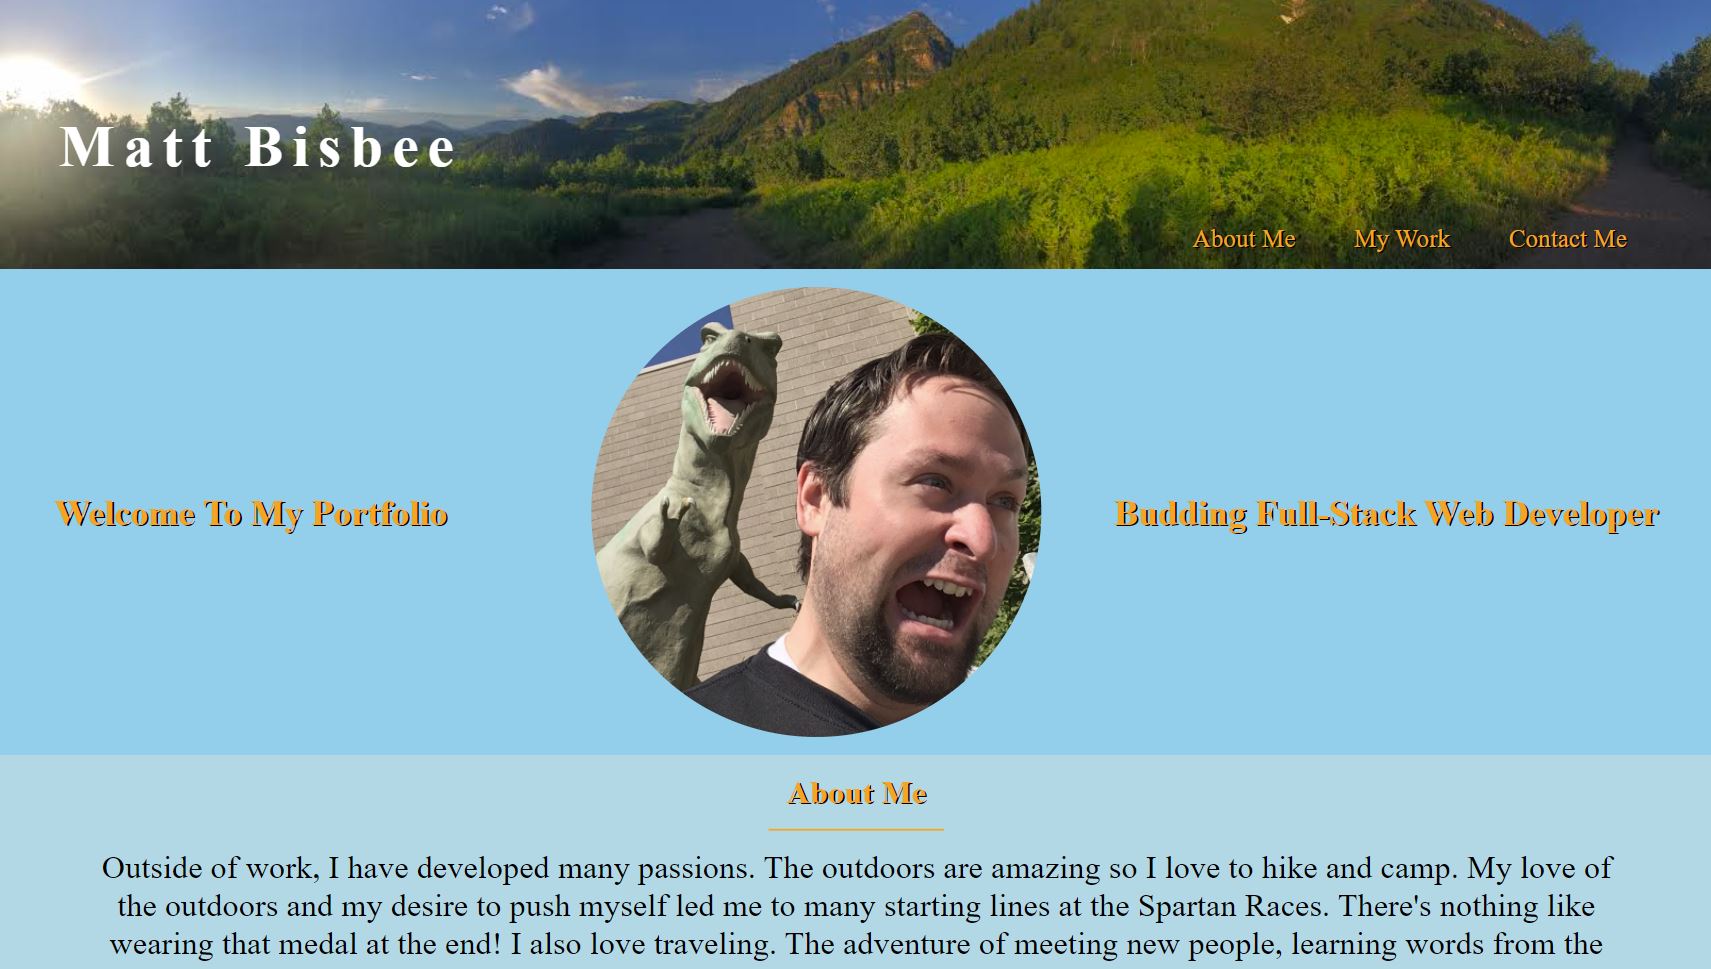 Matt Bisbee
About Me
My Work
Contact Me
Welcome To My Portfolio
Budding Full-Stack Web Developer
About Me
Outside of work, I have developed many passions. The outdoors are amazing so I love to hike and camp. My love of
the outdoors and my desire to push myself led me to many starting lines at the Spartan Races. There's nothing like
wearing that medal at the end! I also love traveling. The adventure of meeting new people, learning words from the